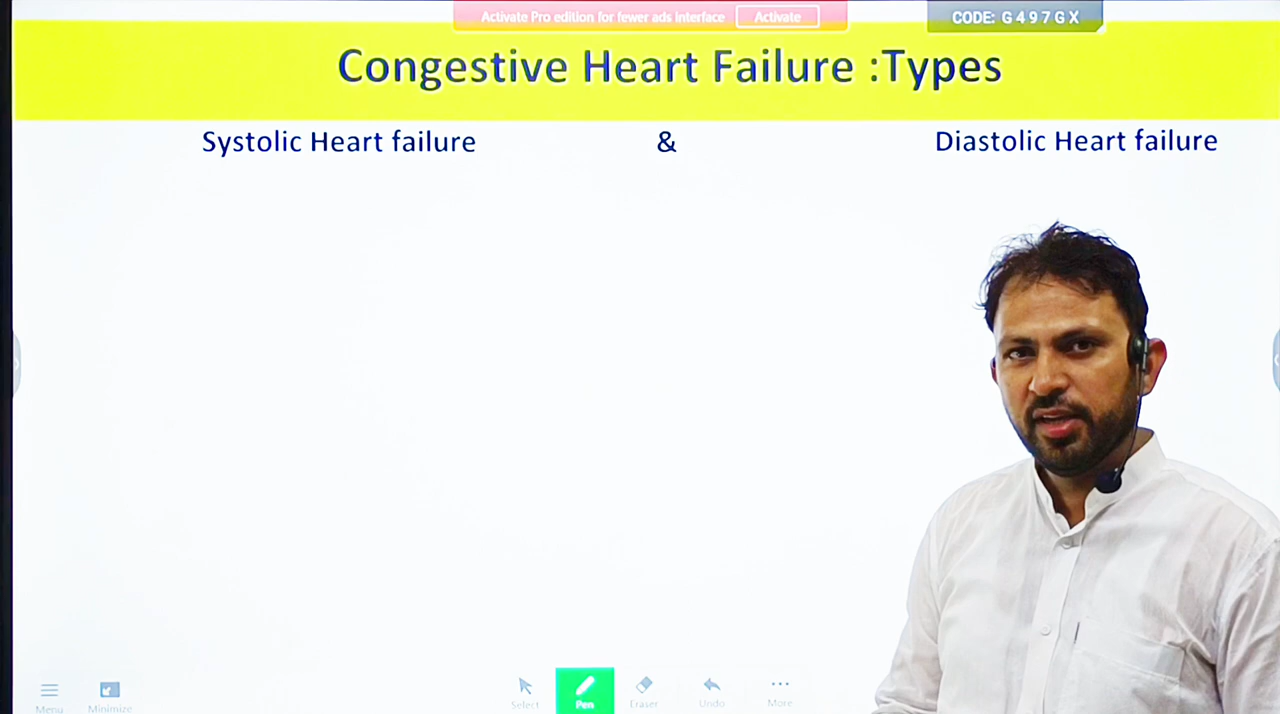 Activate Pro edition for fewer ads interface Activate CODE: G 4 9 7 G X
Congestive Heart Failure :Types
Systolic Heart failure & Diastolic Heart failure
Menu Minimize Select Pen Eraser Undo More